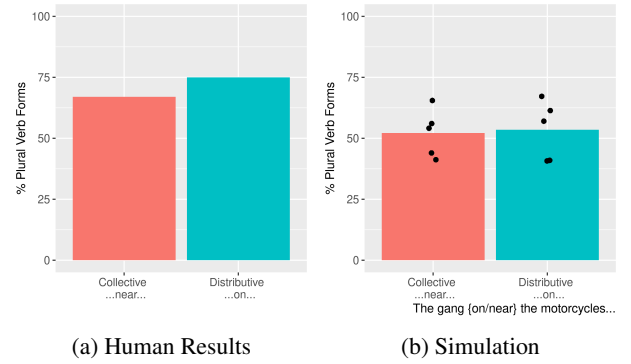 100
75
50
25
0
% Plural Verb Forms
Collective
...near...
Distributive
...on...
(a) Human Results
100
75
50
25
0
% Plural Verb Forms
Collective
...near...
Distributive
...on...
The gang {on/near} the motorcycles...
(b) Simulation